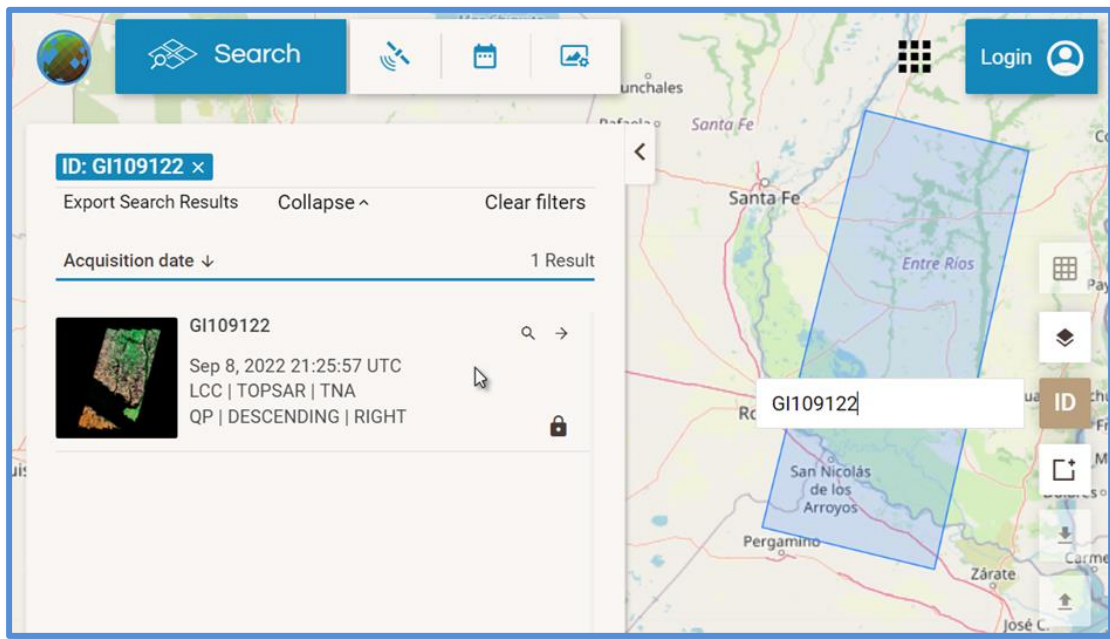 Search
Login
ID: GI109122 ×
Export Search Results
Collapse
Clear filters
Acquisition date ↓
1 Result
GI109122
Sep 8, 2022 21:25:57 UTC
LCC | TOPSAR | TNA
QP | DESCENDING | RIGHT
Santa Fe
Santa Fe
Entre Ríos
GI109122
ID
San Nicolás
de los
Arroyos
Pergamino
Zárate
José C.